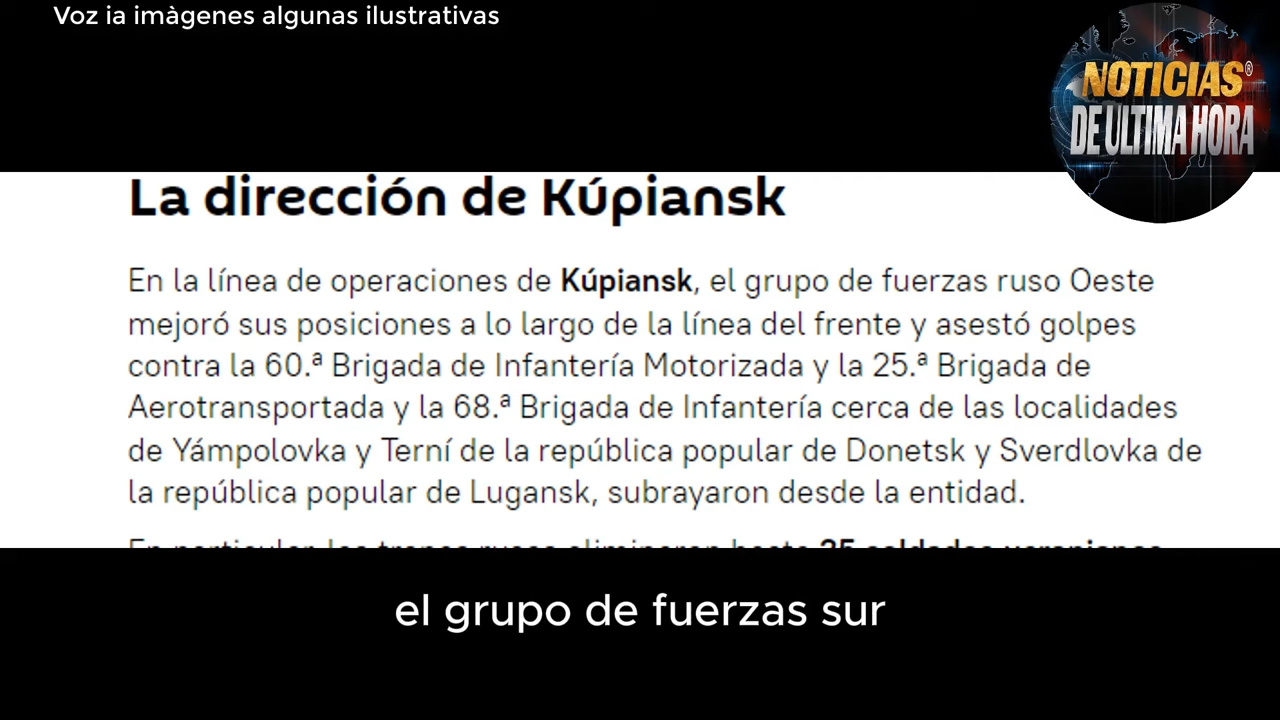 Voz ia imàgenes algunas ilustrativas
NOTICIAS®
DE ULTIMA HORA
La dirección de Kúpiansk
En la línea de operaciones de Kúpiansk, el grupo de fuerzas ruso Oeste
mejoró sus posiciones a lo largo de la línea del frente y asestó golpes
contra la 60.ª Brigada de Infantería Motorizada y la 25.ª Brigada de
Aerotransportada y la 68.ª Brigada de Infantería cerca de las localidades
de Yámpolovka y Terní de la república popular de Donetsk y Sverdlovka de
la república popular de Lugansk, subrayaron desde la entidad.
el grupo de fuerzas sur